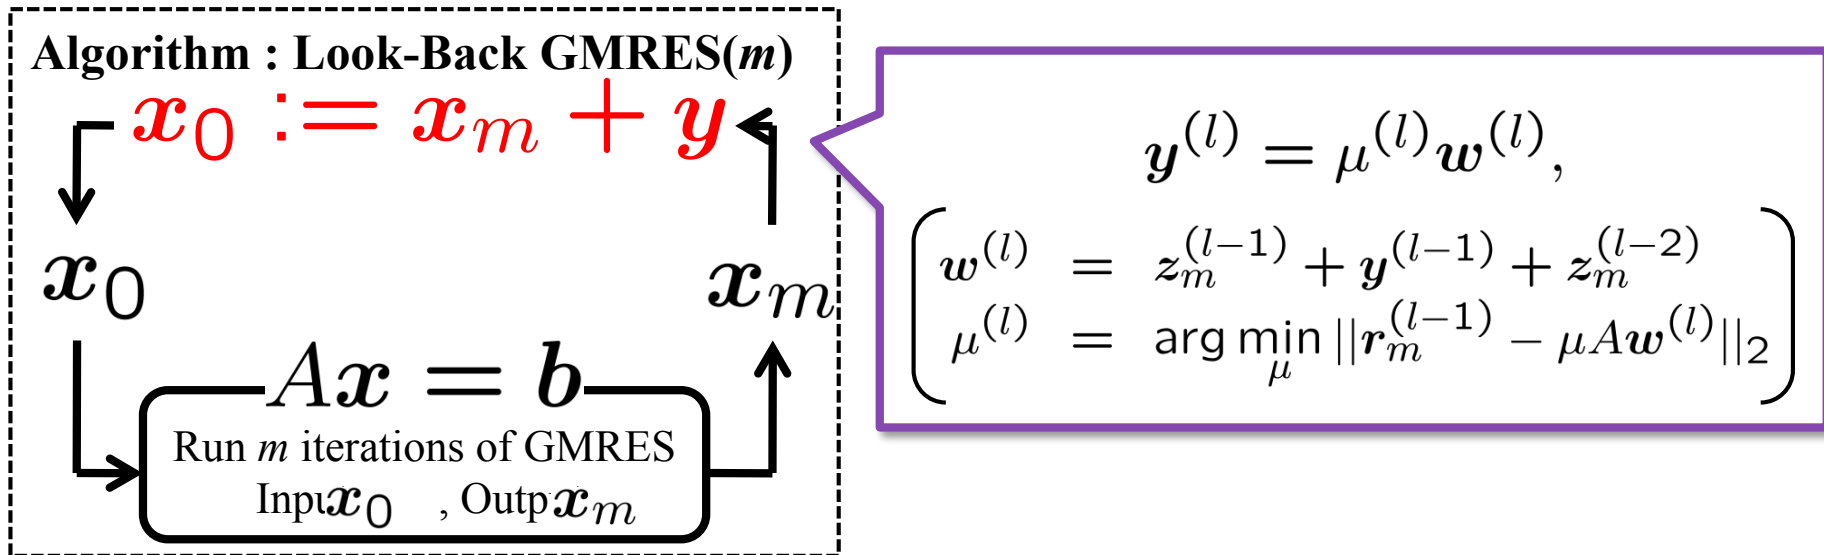 Algorithm : Look-Back GMRES(m)
x₀ := xₘ + y
x₀
xₘ
Ax = b
Run m iterations of GMRES
Inpu x₀ , Outp xₘ
y⁽ˡ⁾ = μ⁽ˡ⁾w⁽ˡ⁾,
w⁽ˡ⁾ = zₘ⁽ˡ⁻¹⁾ + y⁽ˡ⁻¹⁾ + zₘ⁽ˡ⁻²⁾
μ⁽ˡ⁾ = arg min_μ ||rₘ⁽ˡ⁻¹⁾ − μAw⁽ˡ⁾||₂